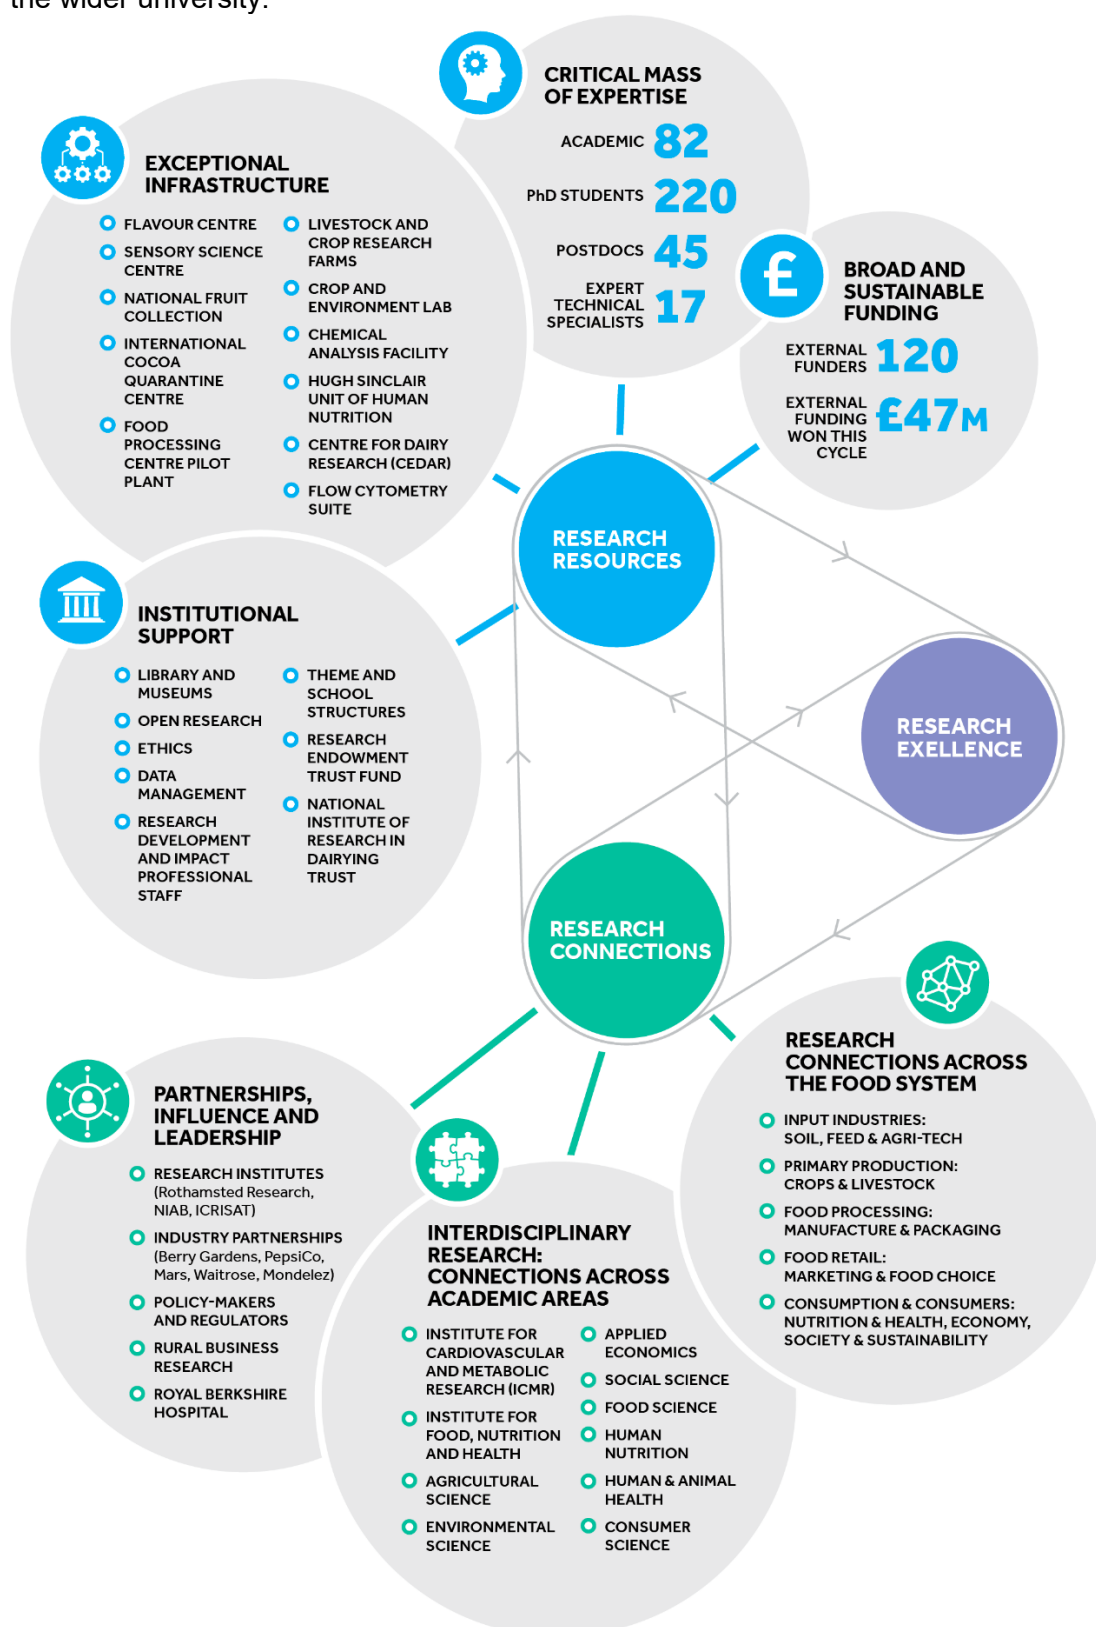 the wider university.
CRITICAL MASS
OF EXPERTISE
ACADEMIC 82
PhD STUDENTS 220
POSTDOCS 45
EXPERT
TECHNICAL
SPECIALISTS 17
EXCEPTIONAL
INFRASTRUCTURE
FLAVOUR CENTRE
SENSORY SCIENCE
CENTRE
NATIONAL FRUIT
COLLECTION
INTERNATIONAL
COCOA
QUARANTINE
CENTRE
FOOD
PROCESSING
CENTRE PILOT
PLANT
LIVESTOCK AND
CROP RESEARCH
FARMS
CROP AND
ENVIRONMENT LAB
CHEMICAL
ANALYSIS FACILITY
HUGH SINCLAIR
UNIT OF HUMAN
NUTRITION
CENTRE FOR DAIRY
RESEARCH (CEDAR)
FLOW CYTOMETRY
SUITE
£
BROAD AND
SUSTAINABLE
FUNDING
EXTERNAL
FUNDERS 120
EXTERNAL
FUNDING
WON THIS
CYCLE £47M
RESEARCH
RESOURCES
INSTITUTIONAL
SUPPORT
LIBRARY AND
MUSEUMS
OPEN RESEARCH
ETHICS
DATA
MANAGEMENT
RESEARCH
DEVELOPMENT
AND IMPACT
PROFESSIONAL
STAFF
THEME AND
SCHOOL
STRUCTURES
RESEARCH
ENDOWMENT
TRUST FUND
NATIONAL
INSTITUTE OF
RESEARCH IN
DAIRYING
TRUST
RESEARCH
EXELLENCE
RESEARCH
CONNECTIONS
RESEARCH
CONNECTIONS ACROSS
THE FOOD SYSTEM
INPUT INDUSTRIES:
SOIL, FEED & AGRI-TECH
PRIMARY PRODUCTION:
CROPS & LIVESTOCK
FOOD PROCESSING:
MANUFACTURE & PACKAGING
FOOD RETAIL:
MARKETING & FOOD CHOICE
CONSUMPTION & CONSUMERS:
NUTRITION & HEALTH, ECONOMY,
SOCIETY & SUSTAINABILITY
PARTNERSHIPS,
INFLUENCE AND
LEADERSHIP
RESEARCH INSTITUTES
(Rothamsted Research,
NIAB, ICRISAT)
INDUSTRY PARTNERSHIPS
(Berry Gardens, PepsiCo,
Mars, Waitrose, Mondelez)
POLICY-MAKERS
AND REGULATORS
RURAL BUSINESS
RESEARCH
ROYAL BERKSHIRE
HOSPITAL
INTERDISCIPLINARY
RESEARCH:
CONNECTIONS ACROSS
ACADEMIC AREAS
INSTITUTE FOR
CARDIOVASCULAR
AND METABOLIC
RESEARCH (ICMR)
INSTITUTE FOR
FOOD, NUTRITION
AND HEALTH
AGRICULTURAL
SCIENCE
ENVIRONMENTAL
SCIENCE
APPLIED
ECONOMICS
SOCIAL SCIENCE
FOOD SCIENCE
HUMAN
NUTRITION
HUMAN & ANIMAL
HEALTH
CONSUMER
SCIENCE